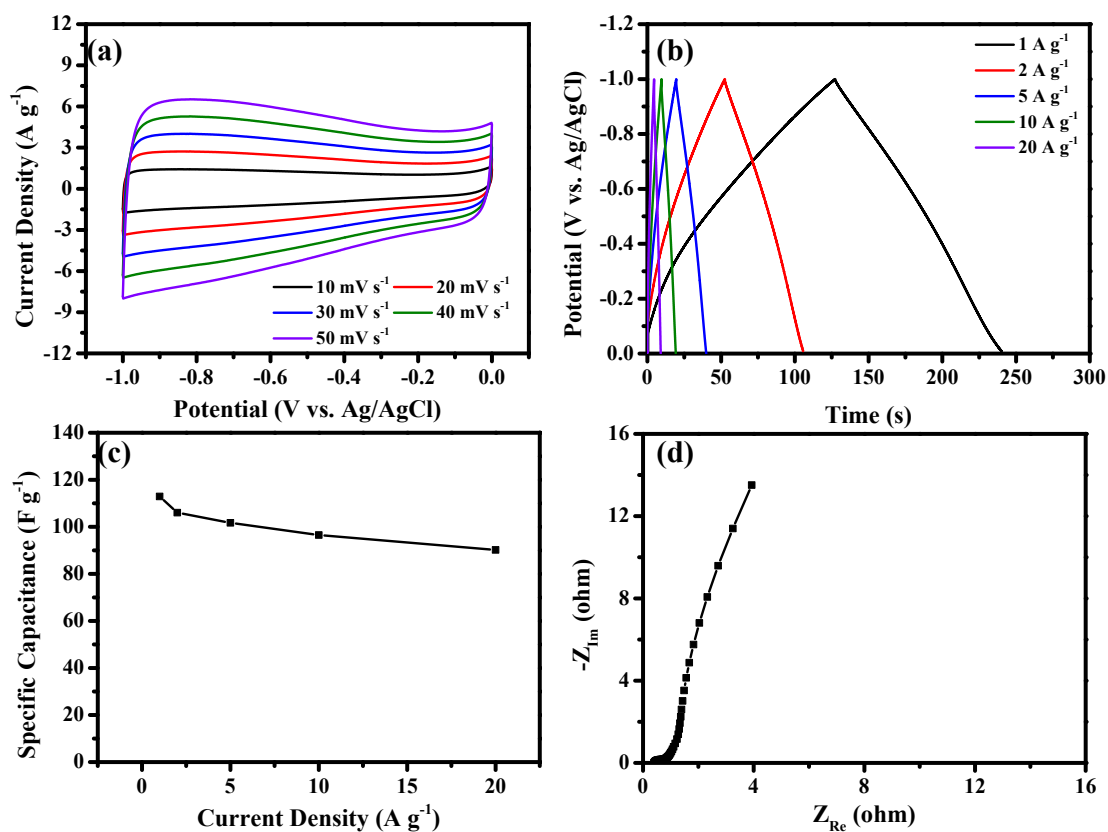 (a)
12
9
6
3
0
-3
-6
-9
-12
Current Density (A g⁻¹)
10 mV s⁻¹ 20 mV s⁻¹
30 mV s⁻¹ 40 mV s⁻¹
50 mV s⁻¹
-1.0 -0.8 -0.6 -0.4 -0.2 0.0
Potential (V vs. Ag/AgCl)
(b)
-1.2
-1.0
-0.8
-0.6
-0.4
-0.2
0.0
Potential (V vs. Ag/AgCl)
1 A g⁻¹
2 A g⁻¹
5 A g⁻¹
10 A g⁻¹
20 A g⁻¹
0 50 100 150 200 250 300
Time (s)
(c)
140
120
100
80
60
40
20
0
Specific Capacitance (F g⁻¹)
0 5 10 15 20
Current Density (A g⁻¹)
(d)
16
12
8
4
0
-Z_Im (ohm)
0 4 8 12 16
Z_Re (ohm)